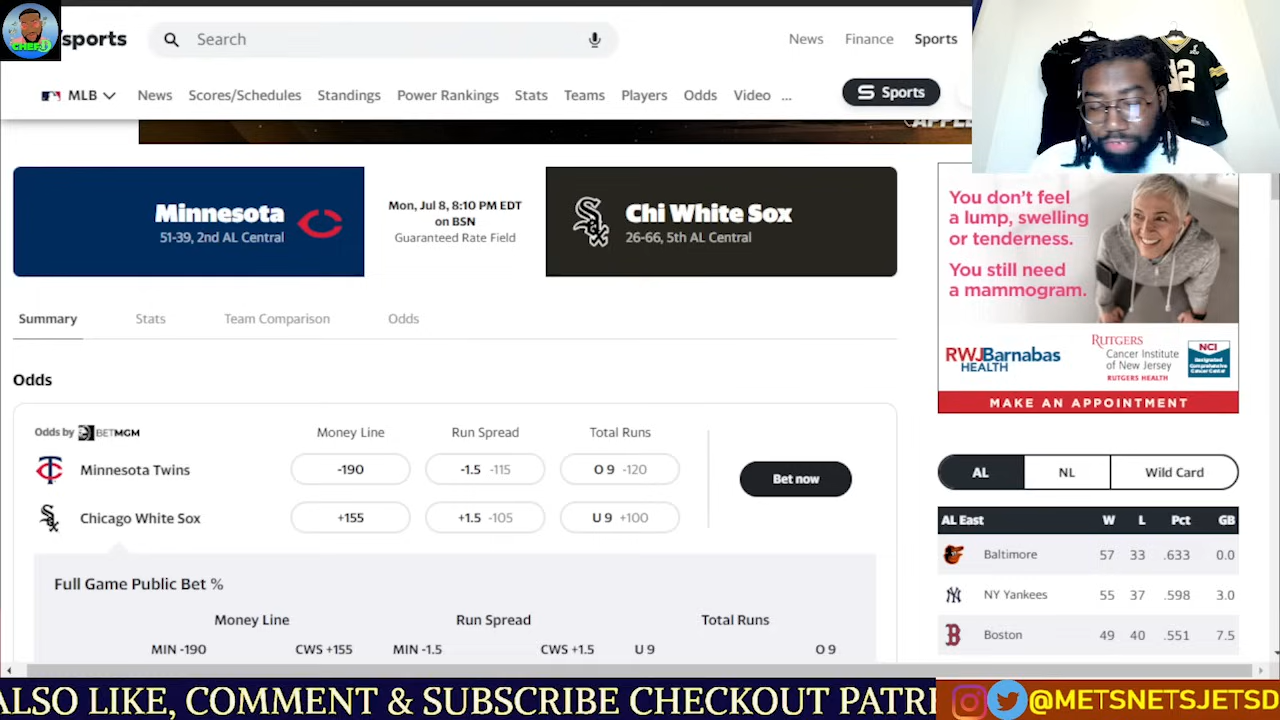 CHEF
sports
Search
News Finance Sports
MLB News Scores/Schedules Standings Power Rankings Stats Teams Players Odds Video ...
S Sports
12
Minnesota
51-39, 2nd AL Central
Mon, Jul 8, 8:10 PM EDT
on BSN
Guaranteed Rate Field
Chi White Sox
26-66, 5th AL Central
You don't feel
a lump, swelling
or tenderness.
You still need
a mammogram.
RWJBarnabas
HEALTH
RUTGERS
Cancer Institute
of New Jersey
RUTGERS HEALTH
NCI
Designated
Comprehensive
Cancer Center
MAKE AN APPOINTMENT
Summary Stats Team Comparison Odds
Odds
Odds by BETMGM Money Line Run Spread Total Runs
Minnesota Twins -190 -1.5 -115 O 9 -120
Chicago White Sox +155 +1.5 -105 U 9 +100
Bet now
Full Game Public Bet %
Money Line Run Spread Total Runs
MIN -190 CWS +155 MIN -1.5 CWS +1.5 U 9 O 9
AL NL Wild Card
AL East W L Pct GB
Baltimore 57 33 .633 0.0
NY Yankees 55 37 .598 3.0
Boston 49 40 .551 7.5
ALSO LIKE, COMMENT & SUBSCRIBE CHECKOUT PATR
@METSNETSJETSD